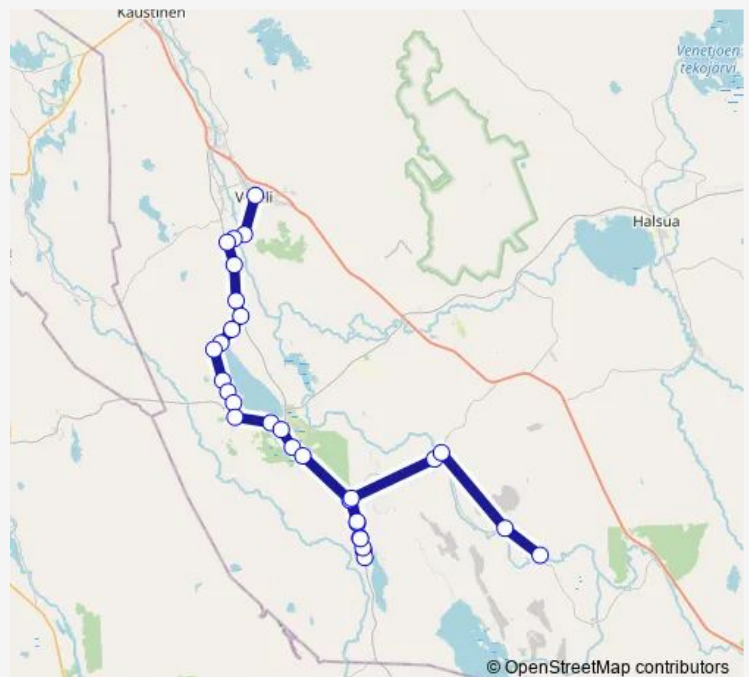 Kaustinen
Venetjoen
tekojärvi
Halsua
© OpenStreetMap contributors